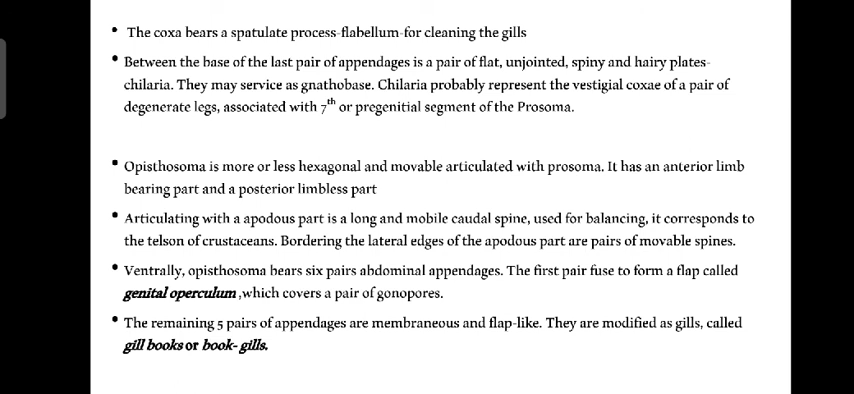 • The coxa bears a spatulate process-flabellum-for cleaning the gills
• Between the base of the last pair of appendages is a pair of flat, unjointed, spiny and hairy plates-
chilaria. They may service as gnathobase. Chilaria probably represent the vestigial coxae of a pair of
degenerate legs, associated with 7th or pregenitial segment of the Prosoma.
• Opisthosoma is more or less hexagonal and movable articulated with prosoma. It has an anterior limb
bearing part and a posterior limbless part
• Articulating with a apodous part is a long and mobile caudal spine, used for balancing, it corresponds to
the telson of crustaceans. Bordering the lateral edges of the apodous part are pairs of movable spines.
• Ventrally, opisthosoma bears six pairs abdominal appendages. The first pair fuse to form a flap called
genital operculum ,which covers a pair of gonopores.
• The remaining 5 pairs of appendages are membraneous and flap-like. They are modified as gills, called
gill books or book- gills.